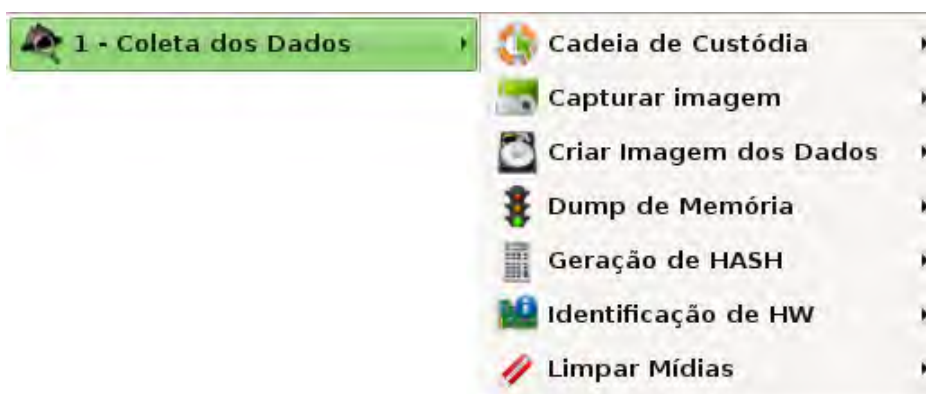 1 - Coleta dos Dados
Cadeia de Custódia
Capturar imagem
Criar Imagem dos Dados
Dump de Memória
Geração de HASH
Identificação de HW
Limpar Mídias